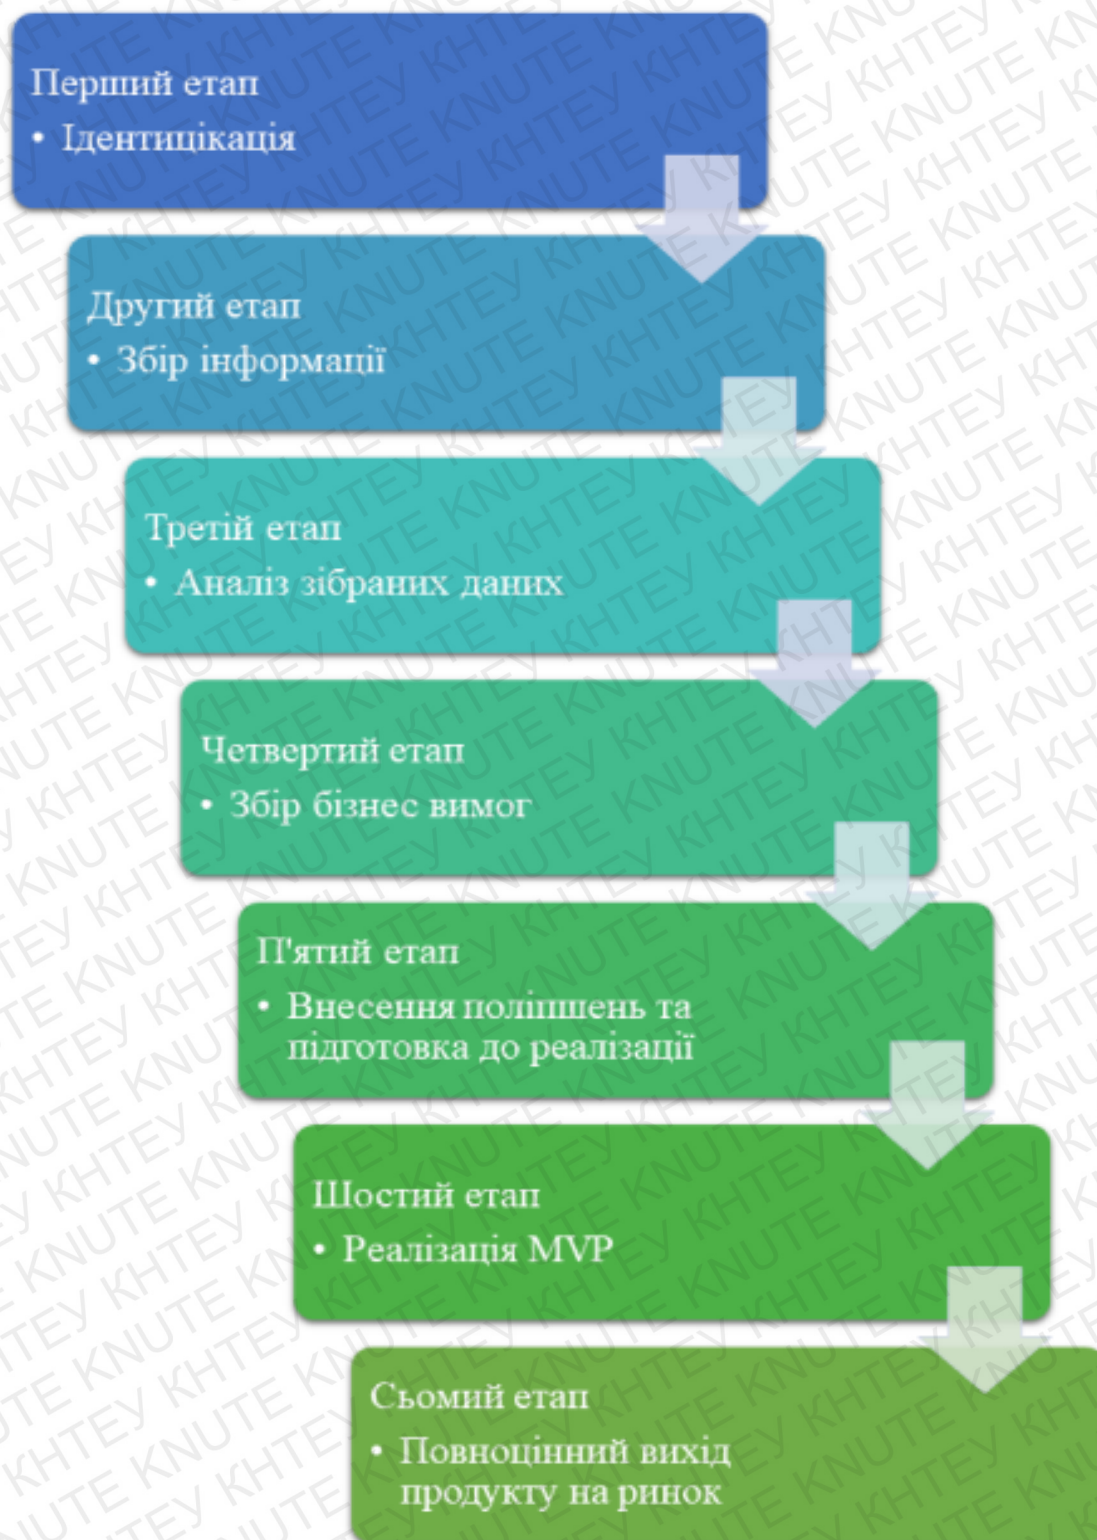 Перший етап
• Ідентицікація
Другий етап
• Збір інформації
Третій етап
• Аналіз зібраних даних
Четвертий етап
• Збір бізнес вимог
П'ятий етап
• Внесення поліпшень та
підготовка до реалізації
Шостий етап
• Реалізація MVP
Сьомий етап
• Повноцінний вихід
продукту на ринок